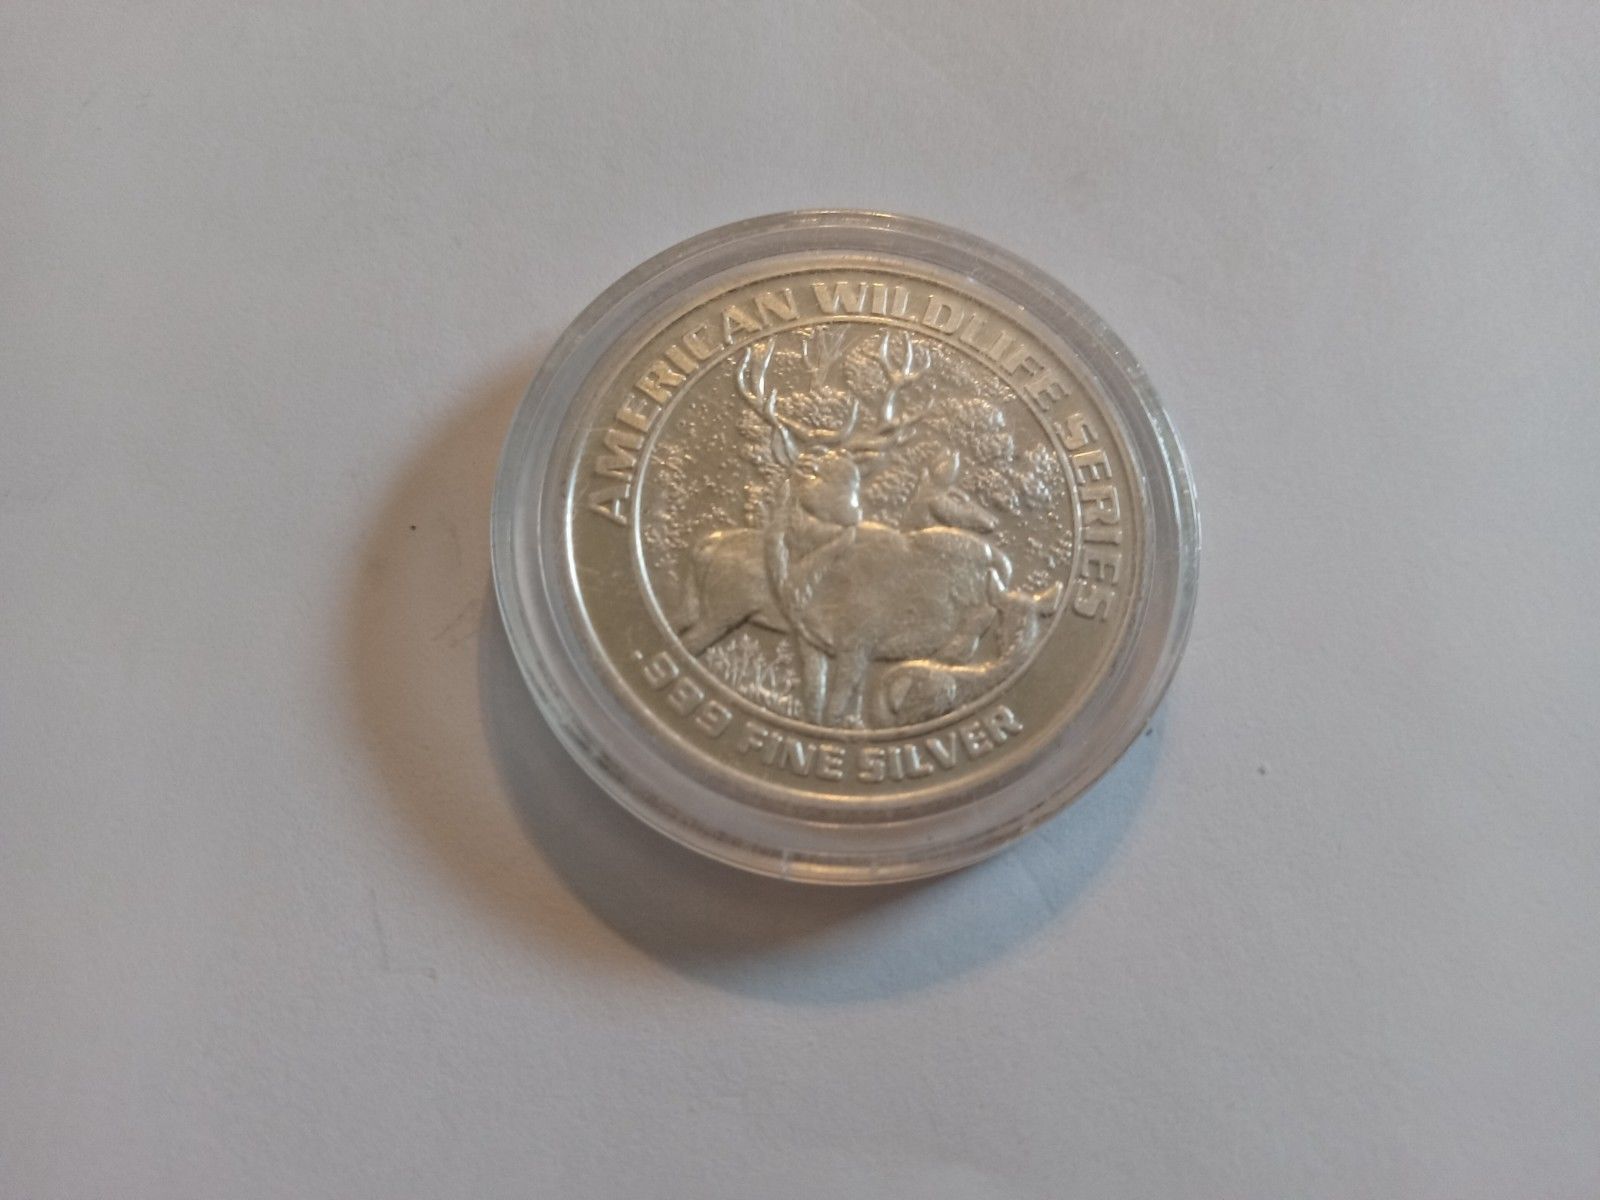 AMERICAN WILDLIFE SERIES
.999 FINE SILVER